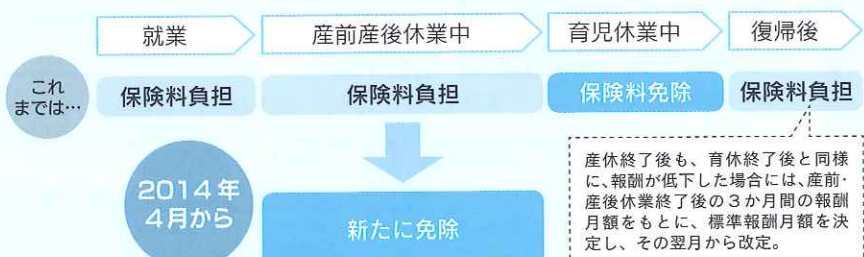 就業
産前産後休業中
育児休業中
復帰後
これ
までは…
保険料負担
保険料負担
保険料免除
保険料負担
2014年
4月から
新たに免除
産休終了後も、育休終了後と同様
に、報酬が低下した場合には、産前・
産後休業終了後の3か月間の報酬
月額をもとに、標準報酬月額を決
定し、その翌月から改定。